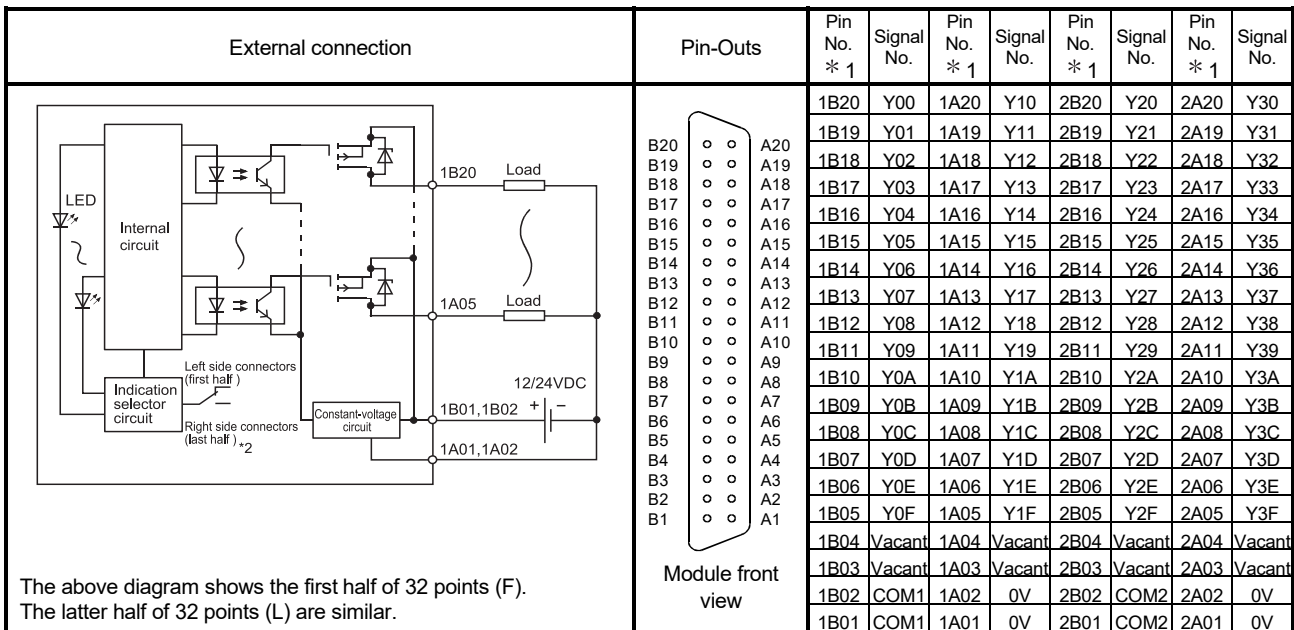 External connection
Pin-Outs
Pin No. *1 Signal No. Pin No. *1 Signal No. Pin No. *1 Signal No. Pin No. *1 Signal No.
LED
Internal
circuit
1B20
Load
1A05
Load
Left side connectors
(first half )
Indication
selector
circuit
Right side connectors
(last half ) *2
Constant-voltage
circuit
12/24VDC
1B01,1B02 + −
1A01,1A02
The above diagram shows the first half of 32 points (F).
The latter half of 32 points (L) are similar.
B20 A20
B19 A19
B18 A18
B17 A17
B16 A16
B15 A15
B14 A14
B13 A13
B12 A12
B11 A11
B10 A10
B9 A9
B8 A8
B7 A7
B6 A6
B5 A5
B4 A4
B3 A3
B2 A2
B1 A1
Module front
view
1B20 Y00 1A20 Y10 2B20 Y20 2A20 Y30
1B19 Y01 1A19 Y11 2B19 Y21 2A19 Y31
1B18 Y02 1A18 Y12 2B18 Y22 2A18 Y32
1B17 Y03 1A17 Y13 2B17 Y23 2A17 Y33
1B16 Y04 1A16 Y14 2B16 Y24 2A16 Y34
1B15 Y05 1A15 Y15 2B15 Y25 2A15 Y35
1B14 Y06 1A14 Y16 2B14 Y26 2A14 Y36
1B13 Y07 1A13 Y17 2B13 Y27 2A13 Y37
1B12 Y08 1A12 Y18 2B12 Y28 2A12 Y38
1B11 Y09 1A11 Y19 2B11 Y29 2A11 Y39
1B10 Y0A 1A10 Y1A 2B10 Y2A 2A10 Y3A
1B09 Y0B 1A09 Y1B 2B09 Y2B 2A09 Y3B
1B08 Y0C 1A08 Y1C 2B08 Y2C 2A08 Y3C
1B07 Y0D 1A07 Y1D 2B07 Y2D 2A07 Y3D
1B06 Y0E 1A06 Y1E 2B06 Y2E 2A06 Y3E
1B05 Y0F 1A05 Y1F 2B05 Y2F 2A05 Y3F
1B04 Vacant 1A04 Vacant 2B04 Vacant 2A04 Vacant
1B03 Vacant 1A03 Vacant 2B03 Vacant 2A03 Vacant
1B02 COM1 1A02 0V 2B02 COM2 2A02 0V
1B01 COM1 1A01 0V 2B01 COM2 2A01 0V